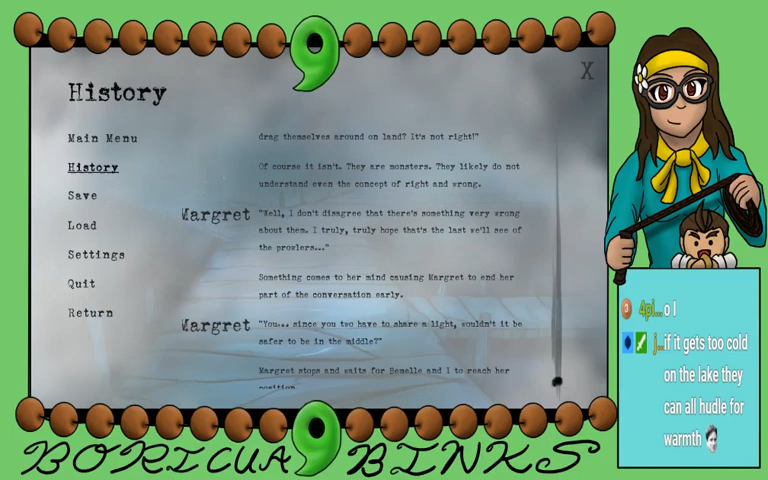 History
X
Main Menu
History
Save
Load
Settings
Quit
Return
drag themselves around on land? It's not right!"
Of course it isn't. They are monsters. They likely do not
understand even the concept of right and wrong.
Margret
"Well, I don't disagree that there's something very wrong
about them. I truly, truly hope that's the last we'll see of
the prowlers..."
Something comes to her mind causing Margret to end her
part of the conversation early.
Margret
"You... since you two have to share a light, wouldn't it be
safer to be in the middle?"
Margret stops and waits for Bemelle and I to reach her
position
4pi...o l
j...if it gets too cold
on the lake they
can all hudle for
warmth
BORICUA BINKS